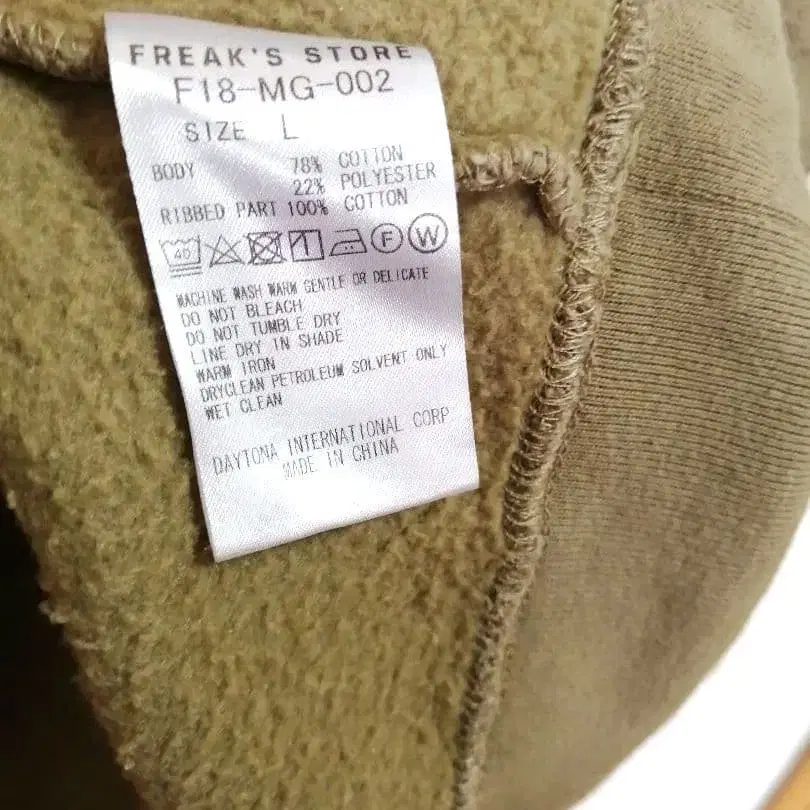 FREAK'S STORE
F18-MG-002
SIZE L
BODY 78% COTTON
22% POLYESTER
RIBBED PART 100% COTTON
40 F W
MACHINE WASH WARM GENTLE OR DELICATE
DO NOT BLEACH
DO NOT TUMBLE DRY
LINE DRY IN SHADE
WARM IRON
DRYCLEAN PETROLEUM SOLVENT ONLY
WET CLEAN
DAYTONA INTERNATIONAL CORP
MADE IN CHINA